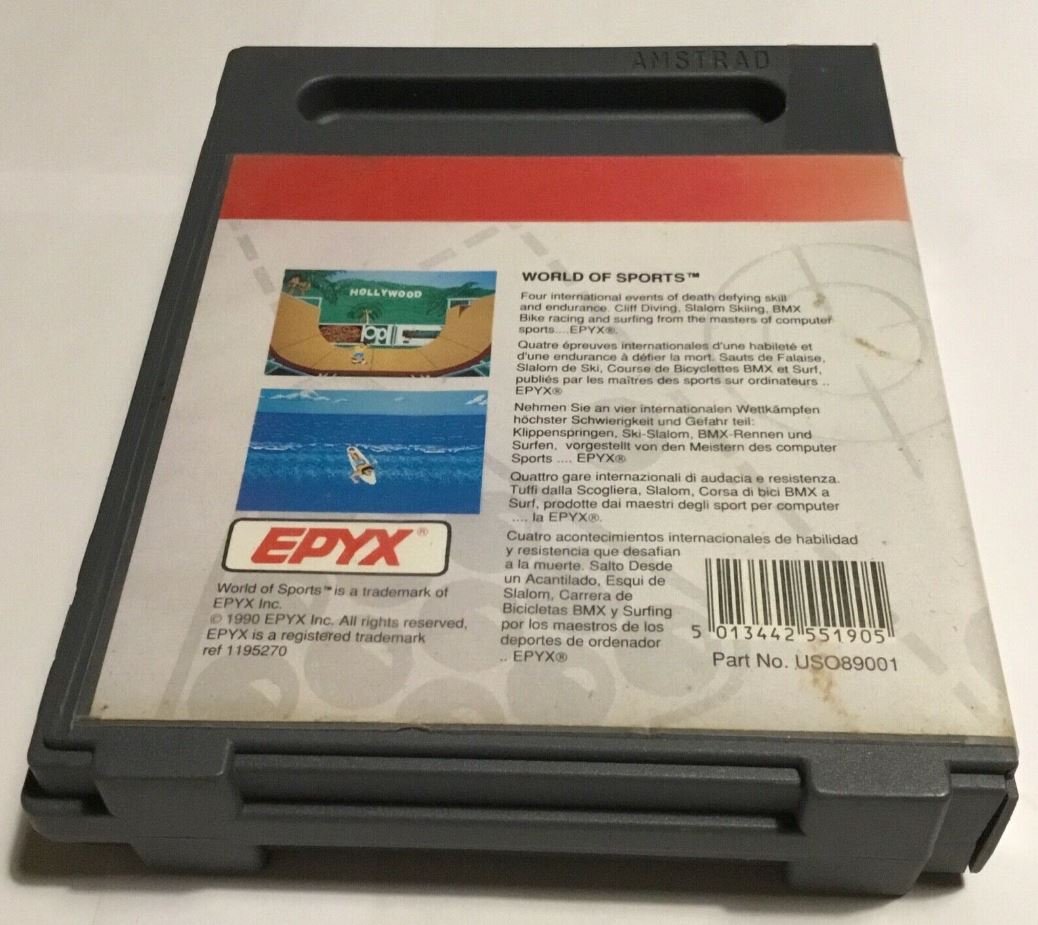 AMSTRAD
HOLLYWOOD
EPYX®
World of Sports™ is a trademark of
EPYX Inc.
© 1990 EPYX Inc. All rights reserved,
EPYX is a registered trademark
ref 1195270
WORLD OF SPORTS™
Four international events of death defying skill
and endurance. Cliff Diving, Slalom Skiing, BMX
Bike racing and surfing from the masters of computer
sports....EPYX®.
Quatre épreuves internationales d'une habileté et
d'une endurance à défier la mort. Sauts de Falaise,
Slalom de Ski, Course de Bicyclettes BMX et Surf,
publiés par les maîtres des sports sur ordinateurs ..
EPYX®
Nehmen Sie an vier internationalen Wettkämpfen
höchster Schwierigkeit und Gefahr teil:
Klippenspringen, Ski-Slalom, BMX-Rennen und
Surfen, vorgestellt von den Meistern des computer
Sports .... EPYX®
Quattro gare internazionali di audacia e resistenza.
Tuffi dalla Scogliera, Slalom, Corsa di bici BMX a
Surf, prodotte dai maestri degli sport per computer
.... la EPYX®.
Cuatro acontecimientos internacionales de habilidad
y resistencia que desafian
a la muerte. Salto Desde
un Acantilado, Esqui de
Slalom, Carrera de
Bicicletas BMX y Surfing
por los maestros de los
deportes de ordenador
.. EPYX®
5 013442 551905
Part No. USO89001